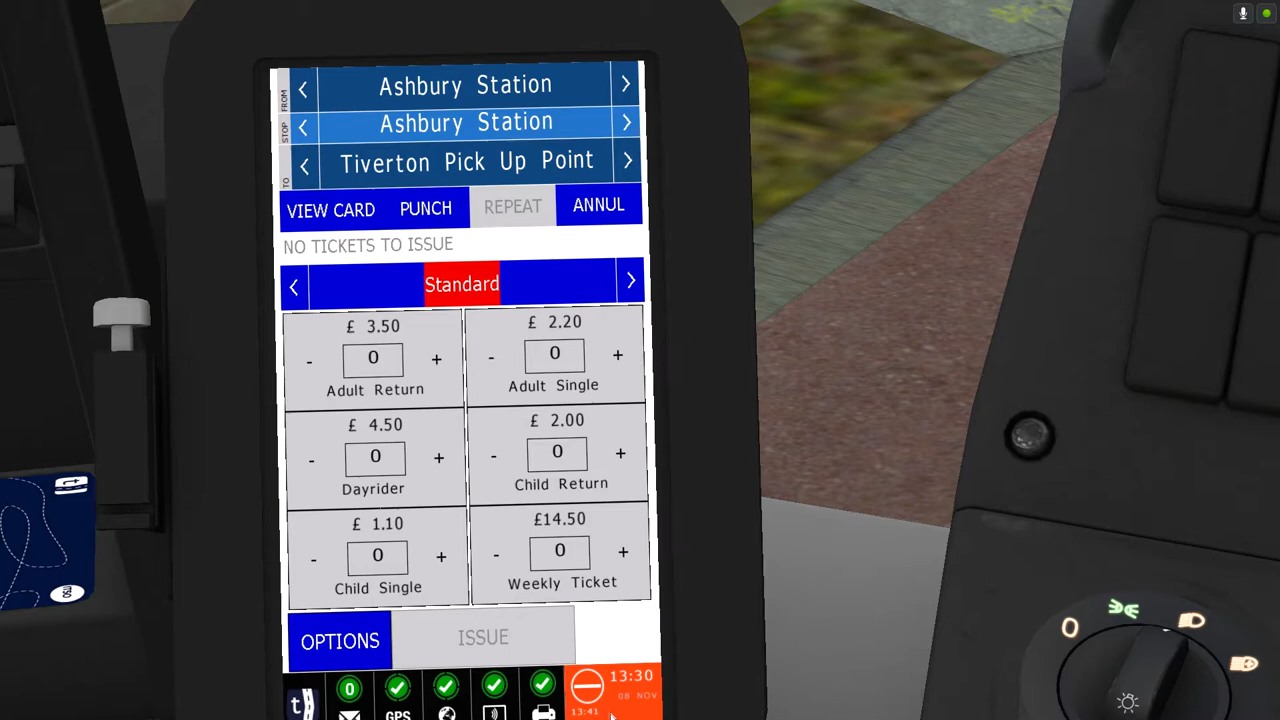 FROM
Ashbury Station
STOP
Ashbury Station
TO
Tiverton Pick Up Point
VIEW CARD PUNCH REPEAT ANNUL
NO TICKETS TO ISSUE
Standard
£ 3.50
- 0 +
Adult Return
£ 2.20
- 0 +
Adult Single
£ 4.50
- 0 +
Dayrider
£ 2.00
- 0 +
Child Return
£ 1.10
- 0 +
Child Single
£14.50
- 0 +
Weekly Ticket
OPTIONS ISSUE
t 0 GPS
13:30
08 NOV
13:41
0